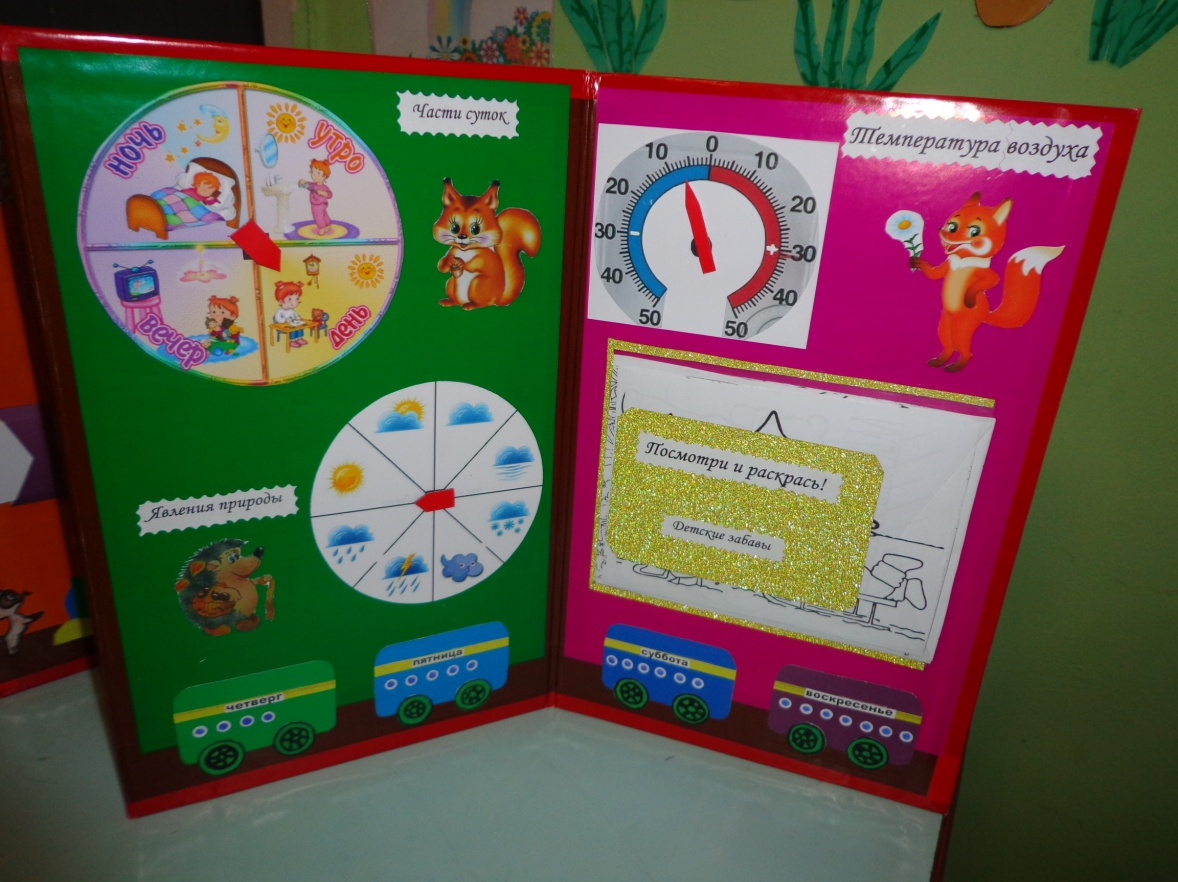 Части суток
НОЧЬ
УТРО
ВЕЧЕР
ДЕНЬ
Явления природы
четверг
пятница
Температура воздуха
0
10
10
20
20
30
30
40
40
50
50
- +
Посмотри и раскрась!
Детские забавы
суббота
воскресенье